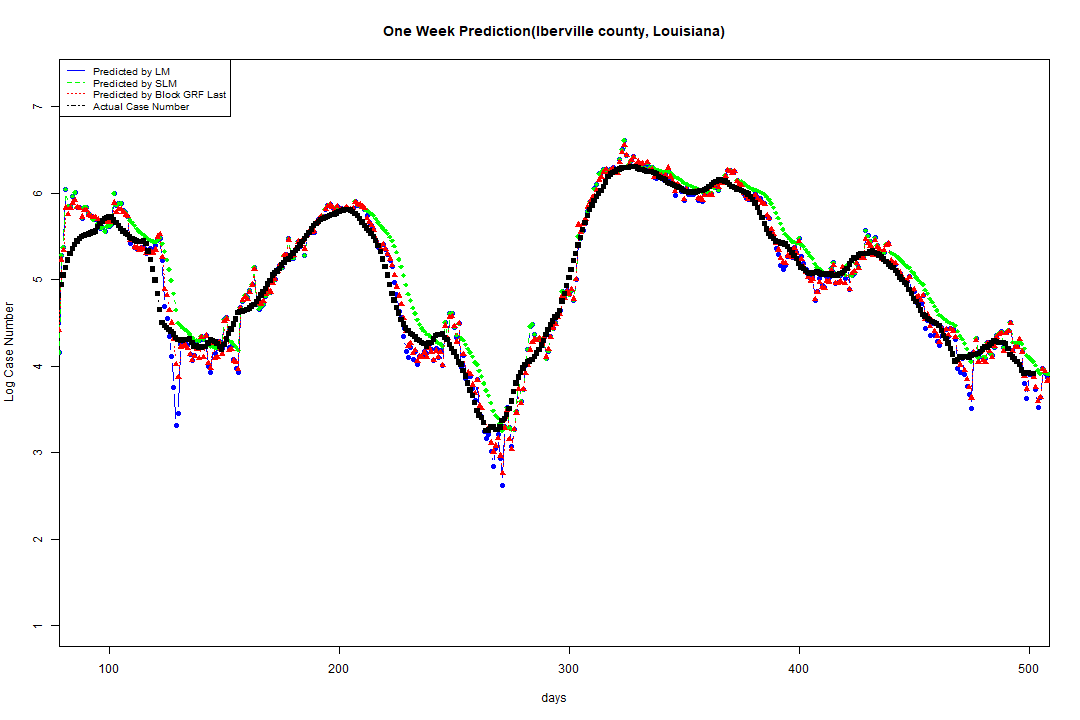 One Week Prediction(Iberville county, Louisiana)
Predicted by LM
Predicted by SLM
Predicted by Block GRF Last
Actual Case Number
7
6
5
4
3
2
1
Log Case Number
100 200 300 400 500
days